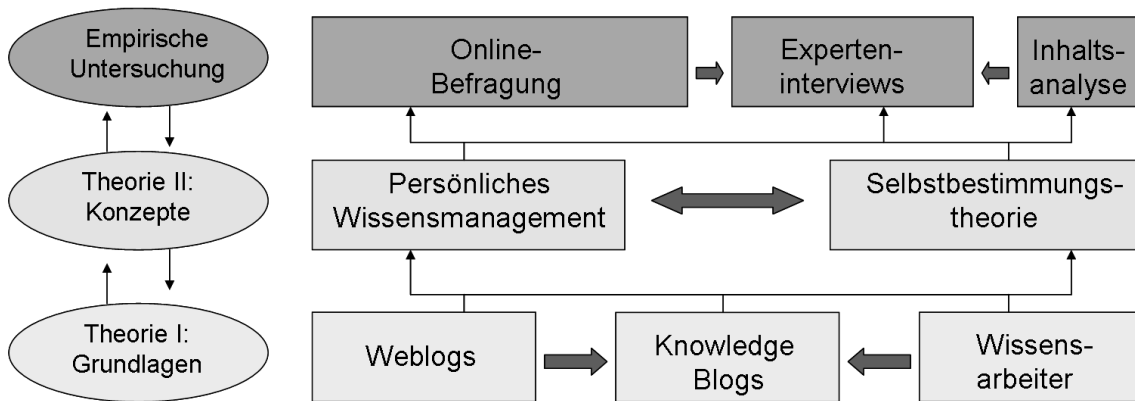 Empirische
Untersuchung
Online-
Befragung
Experten-
interviews
Inhalts-
analyse
Theorie II:
Konzepte
Persönliches
Wissensmanagement
Selbstbestimmungs-
theorie
Theorie I:
Grundlagen
Weblogs
Knowledge
Blogs
Wissens-
arbeiter